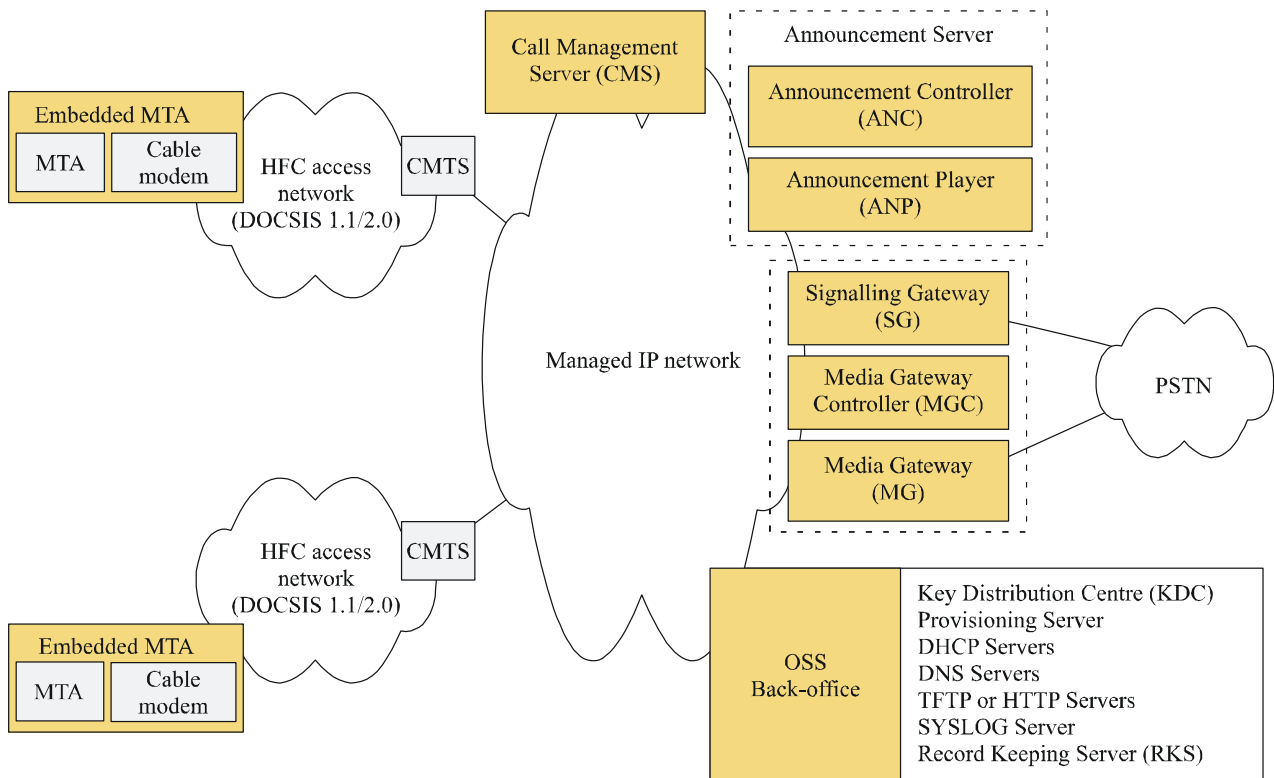 Call Management
Server (CMS)
Announcement Server
Announcement Controller
(ANC)
Announcement Player
(ANP)
Embedded MTA
MTA
Cable
modem
HFC access
network
(DOCSIS 1.1/2.0)
CMTS
Signalling Gateway
(SG)
Managed IP network
Media Gateway
Controller (MGC)
PSTN
Media Gateway
(MG)
HFC access
network
(DOCSIS 1.1/2.0)
CMTS
Embedded MTA
MTA
Cable
modem
OSS
Back-office
Key Distribution Centre (KDC)
Provisioning Server
DHCP Servers
DNS Servers
TFTP or HTTP Servers
SYSLOG Server
Record Keeping Server (RKS)